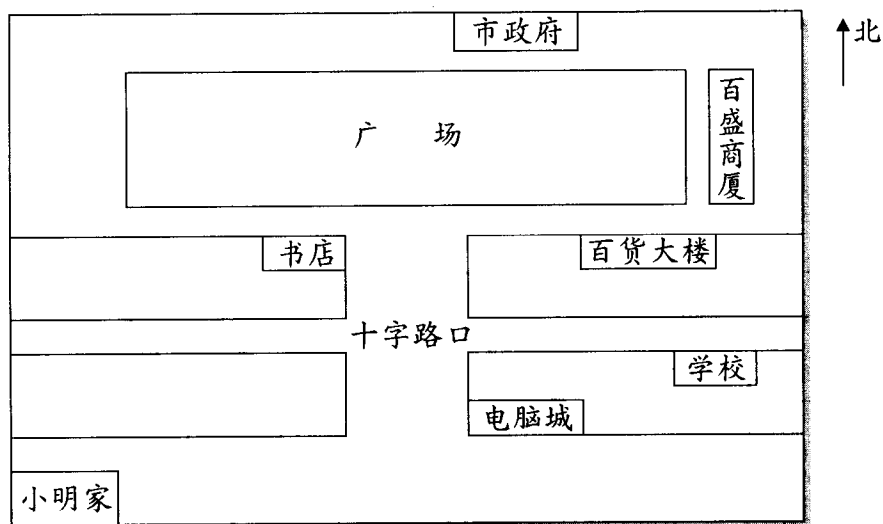 市政府
北
广 场
百盛商厦
书店
百货大楼
十字路口
学校
电脑城
小明家